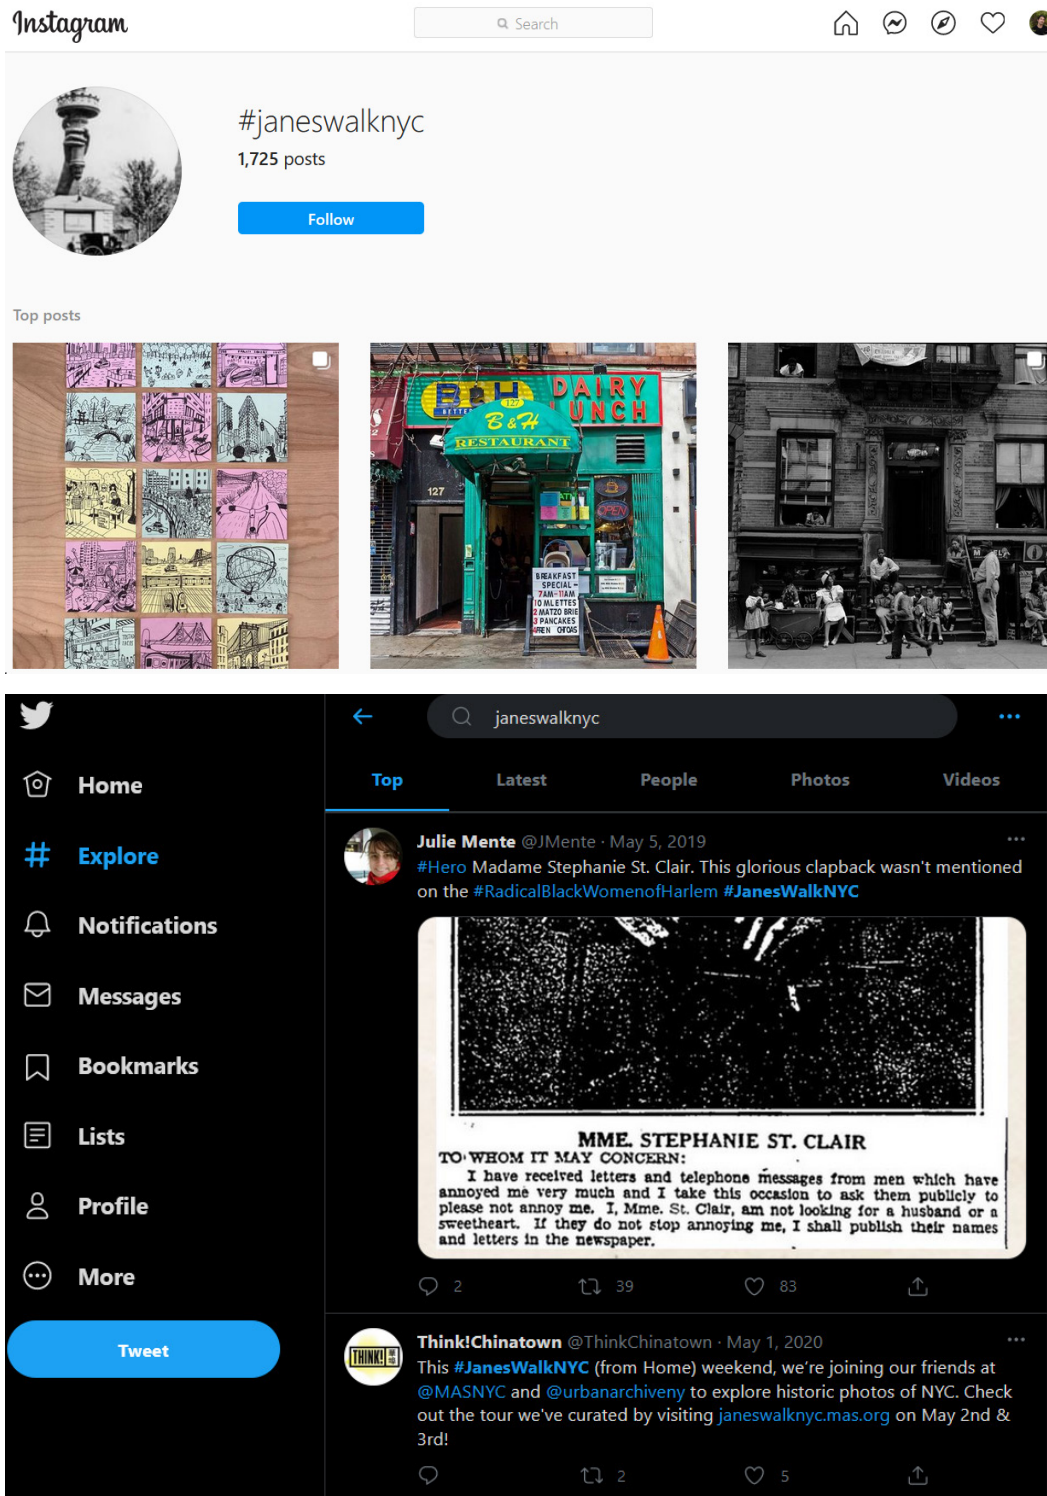 Instagram
Search
#janeswalknyc
1,725 posts
Follow
Top posts
B&H
DAIRY
BETTE
127
LUNCH
B & H
RESTAURANT
127
OPEN
BREAKFAST
SPECIAL -
7AM-11AM
2 MATZO BRIE
3 PANCAKES
janeswalknyc
Top
Latest
People
Photos
Videos
Home
Explore
Notifications
Messages
Bookmarks
Lists
Profile
More
Tweet
Julie Mente @JMente · May 5, 2019
#Hero Madame Stephanie St. Clair. This glorious clapback wasn't mentioned
on the #RadicalBlackWomenofHarlem #JanesWalkNYC
MME. STEPHANIE ST. CLAIR
TO WHOM IT MAY CONCERN:
I have received letters and telephone messages from men which have
annoyed me very much and I take this occasion to ask them publicly to
please not annoy me. I, Mme. St. Clair, am not looking for a husband or a
sweetheart. If they do not stop annoying me, I shall publish their names
and letters in the newspaper.
2
39
83
THINK!
Think!Chinatown @ThinkChinatown · May 1, 2020
This #JanesWalkNYC (from Home) weekend, we're joining our friends at
@MASNYC and @urbanarchiveny to explore historic photos of NYC. Check
out the tour we've curated by visiting janeswalknyc.mas.org on May 2nd &
3rd!
2
5